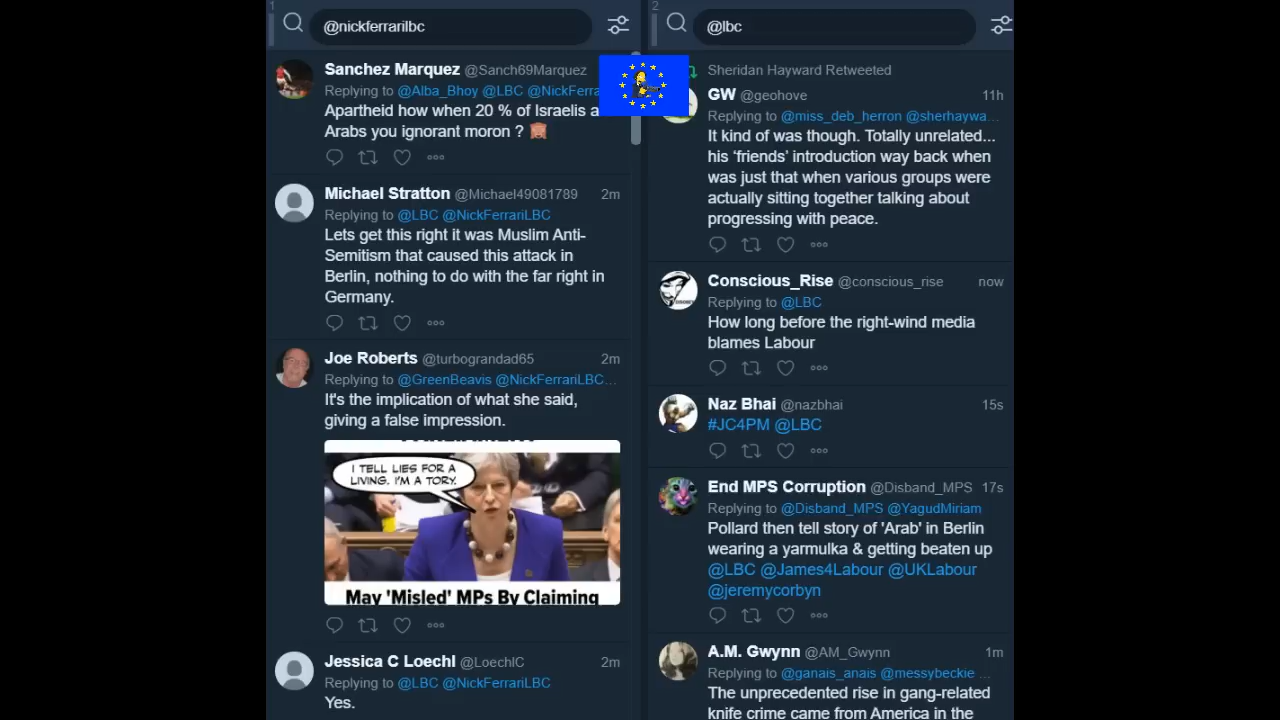 1
@nickferrarilbc
Sanchez Marquez @Sanch69Marquez
Replying to @Alba_Bhoy @LBC @NickFerra
Apartheid how when 20 % of Israelis a
Arabs you ignorant moron ?
Michael Stratton @Michael49081789 2m
Replying to @LBC @NickFerrariLBC
Lets get this right it was Muslim Anti-
Semitism that caused this attack in
Berlin, nothing to do with the far right in
Germany.
Joe Roberts @turbograndad65 2m
Replying to @GreenBeavis @NickFerrariLBC...
It's the implication of what she said,
giving a false impression.
I TELL LIES FOR A
LIVING. I'M A TORY.
May 'Misled' MPs By Claiming
Jessica C Loechl @LoechlC 2m
Replying to @LBC @NickFerrariLBC
Yes.
2
@lbc
Sheridan Hayward Retweeted
GW @geohove 11h
Replying to @miss_deb_herron @sherhaywa...
It kind of was though. Totally unrelated...
his ‘friends’ introduction way back when
was just that when various groups were
actually sitting together talking about
progressing with peace.
Conscious_Rise @conscious_rise now
Replying to @LBC
How long before the right-wind media
blames Labour
Naz Bhai @nazbhai 15s
#JC4PM @LBC
End MPS Corruption @Disband_MPS 17s
Replying to @Disband_MPS @YagudMiriam
Pollard then tell story of 'Arab' in Berlin
wearing a yarmulka & getting beaten up
@LBC @James4Labour @UKLabour
@jeremycorbyn
A.M. Gwynn @AM_Gwynn 1m
Replying to @ganais_anais @messybeckie ...
The unprecedented rise in gang-related
knife crime came from America in the